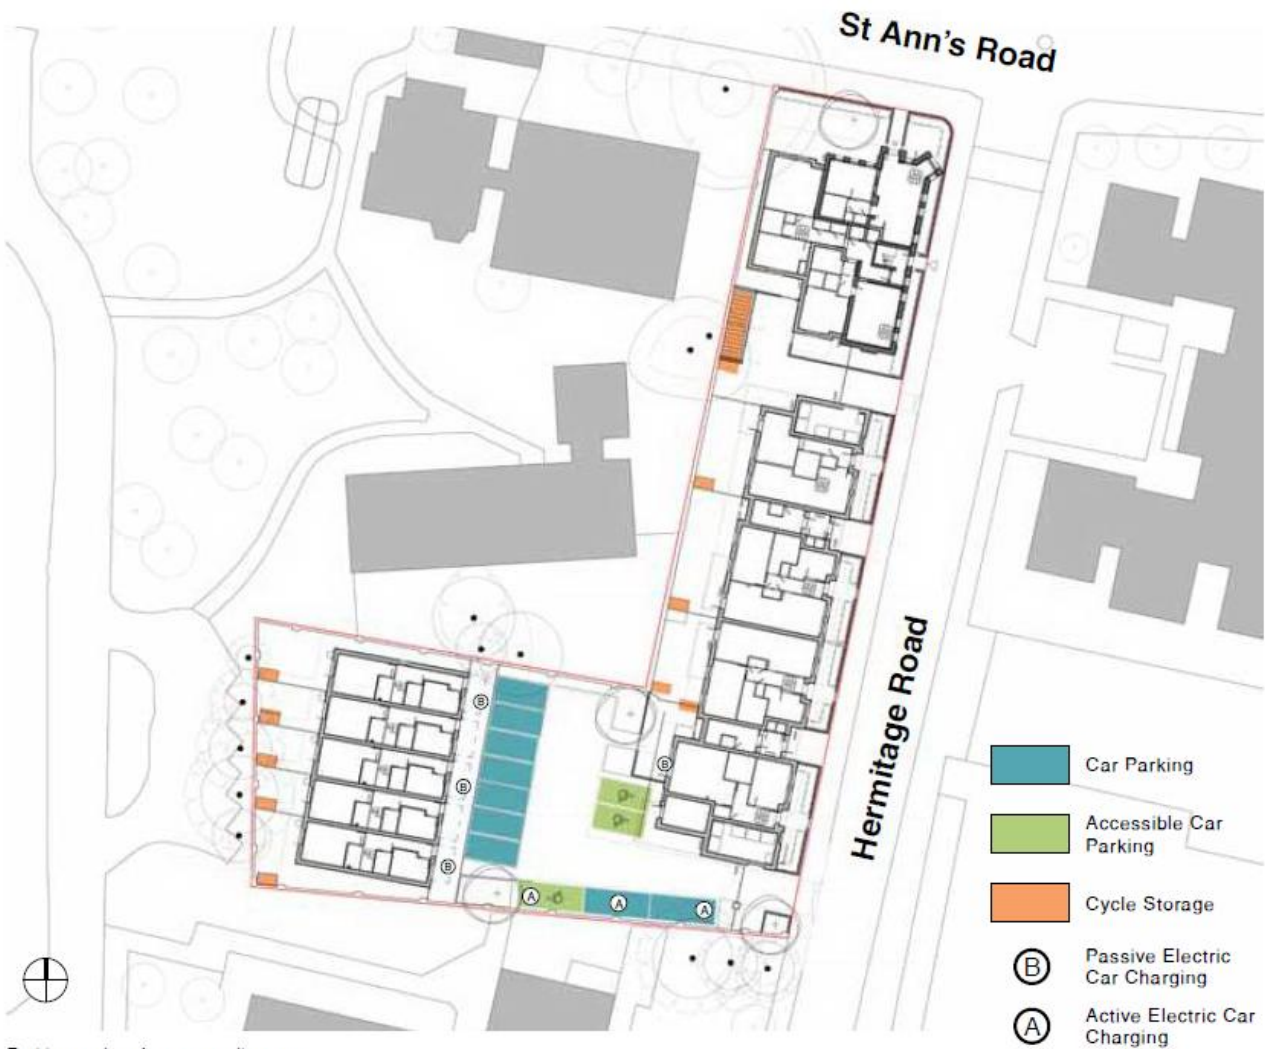 St Ann's Road
Hermitage Road
B
B
B
B
A
A
A
Car Parking
Accessible Car
Parking
Cycle Storage
B
Passive Electric
Car Charging
A
Active Electric Car
Charging